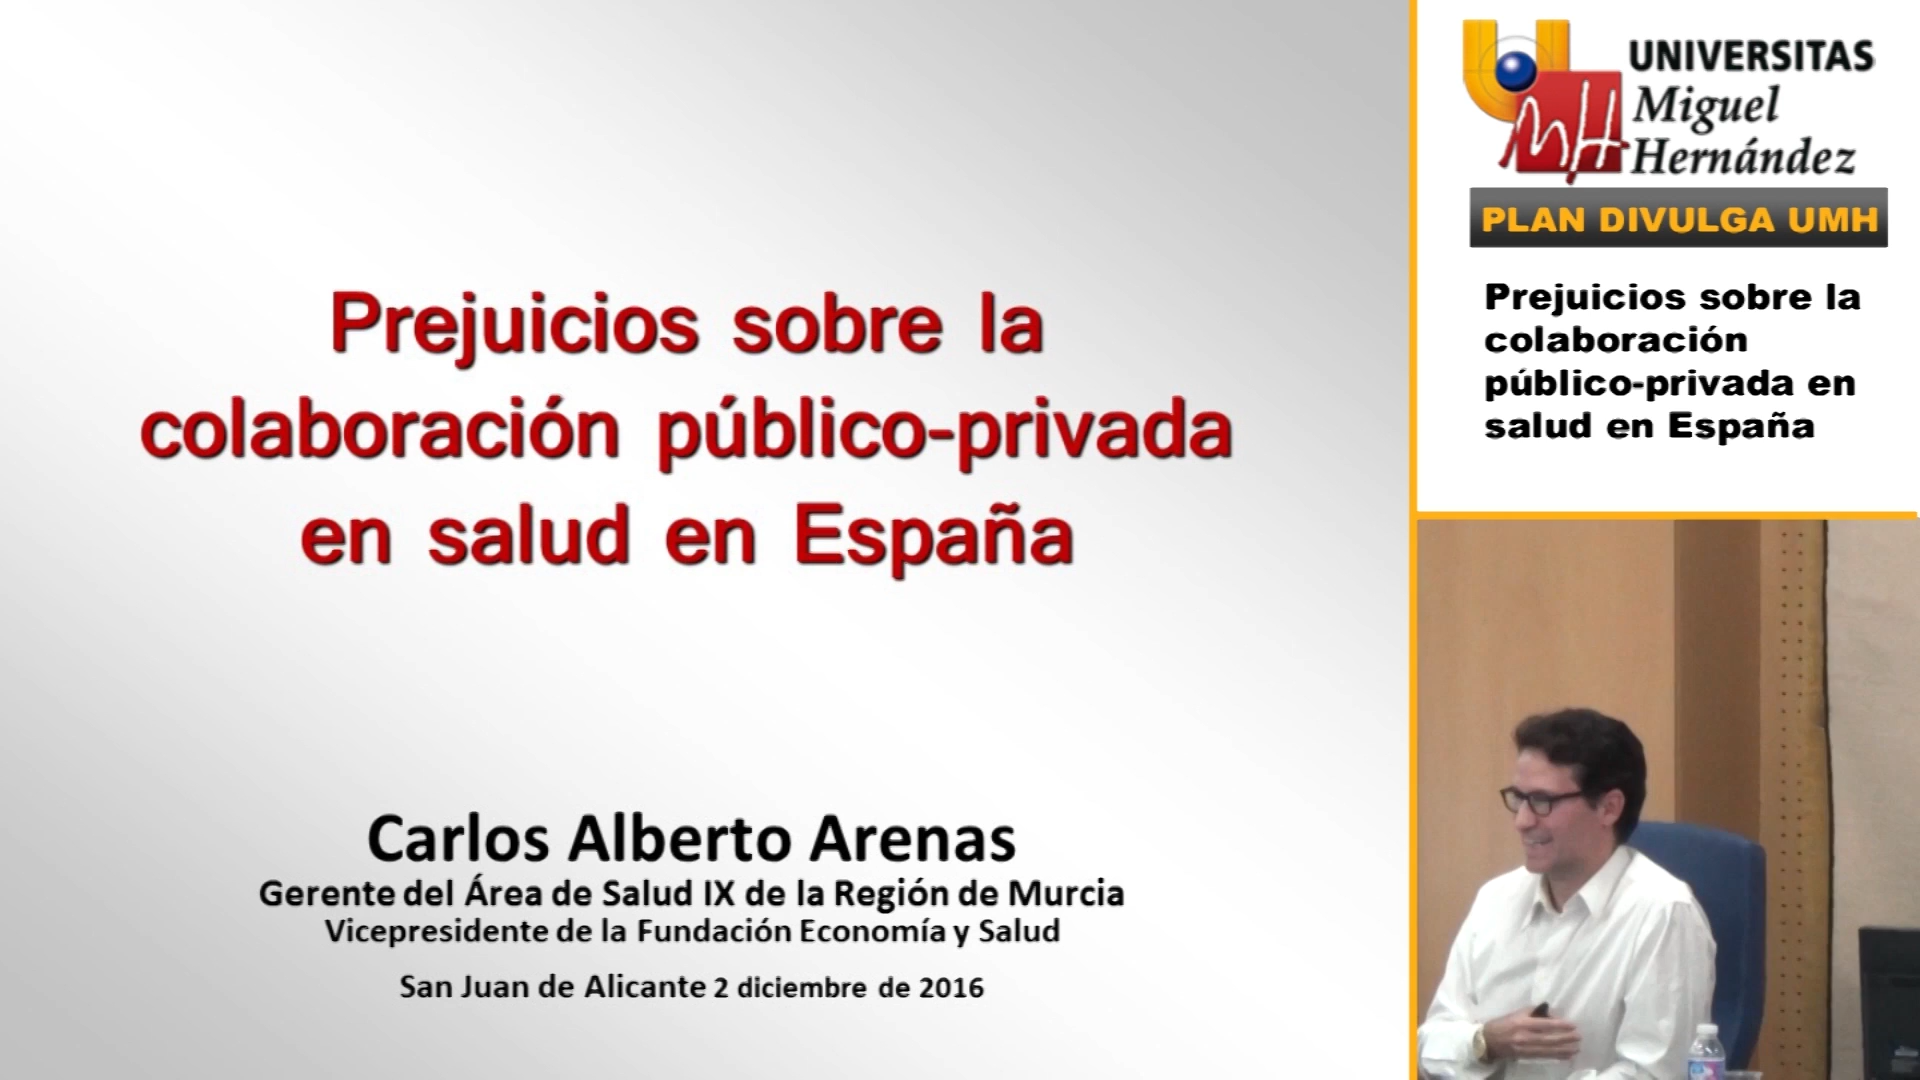 Prejuicios sobre la
colaboración público-privada
en salud en España
Carlos Alberto Arenas
Gerente del Área de Salud IX de la Región de Murcia
Vicepresidente de la Fundación Economía y Salud
San Juan de Alicante 2 diciembre de 2016
UMH
UNIVERSITAS
Miguel
Hernández
PLAN DIVULGA UMH
Prejuicios sobre la
colaboración
público-privada en
salud en España